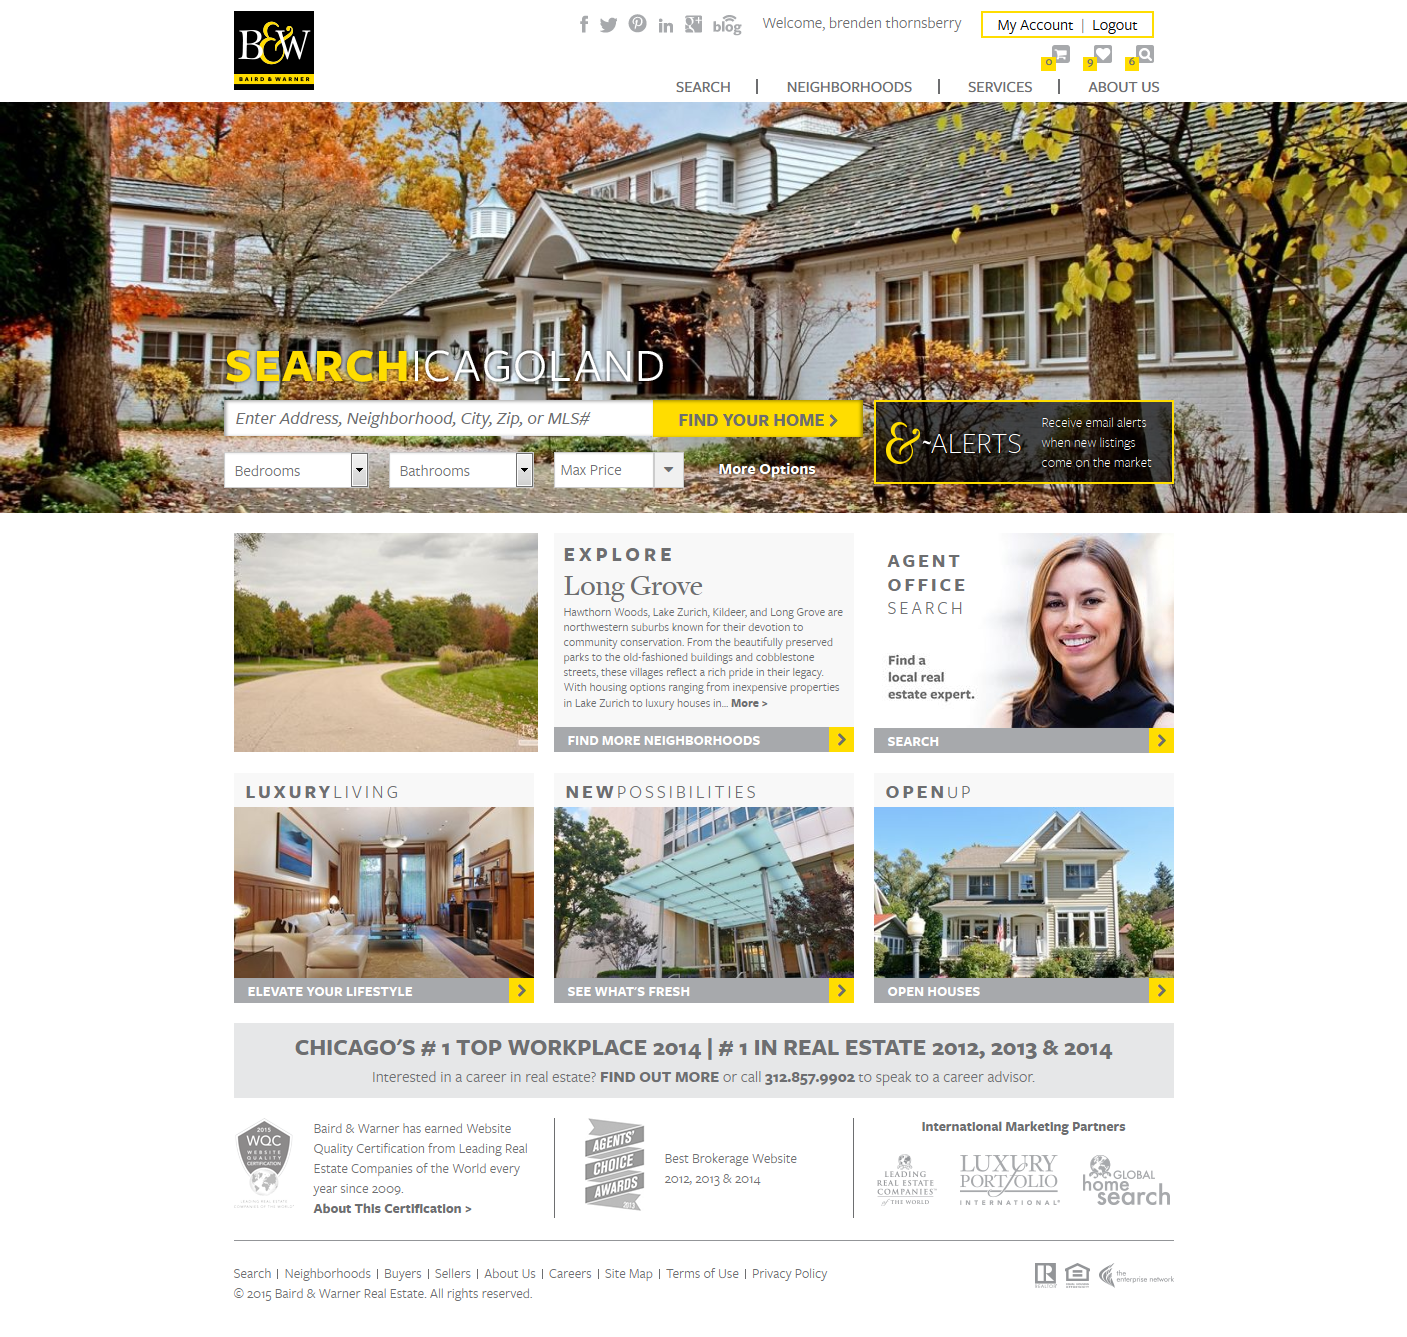 B&W
BAIRD & WARNER
blog
Welcome, brenden thornsberry
My Account | Logout
0
9
6
SEARCH
NEIGHBORHOODS
SERVICES
ABOUT US
SEARCHICAGOLAND
Enter Address, Neighborhood, City, Zip, or MLS#
FIND YOUR HOME >
Bedrooms
Bathrooms
Max Price
More Options
&~ALERTS
Receive email alerts
when new listings
come on the market
EXPLORE
Long Grove
Hawthorn Woods, Lake Zurich, Kildeer, and Long Grove are
northwestern suburbs known for their devotion to
community conservation. From the beautifully preserved
parks to the old-fashioned buildings and cobblestone
streets, these villages reflect a rich pride in their legacy.
With housing options ranging from inexpensive properties
in Lake Zurich to luxury houses in... More >
FIND MORE NEIGHBORHOODS
AGENT
OFFICE
SEARCH
Find a
local real
estate expert.
SEARCH
LUXURYLIVING
ELEVATE YOUR LIFESTYLE
NEWPOSSIBILITIES
SEE WHAT'S FRESH
OPENUP
OPEN HOUSES
CHICAGO'S # 1 TOP WORKPLACE 2014 | # 1 IN REAL ESTATE 2012, 2013 & 2014
Interested in a career in real estate? FIND OUT MORE or call 312.857.9902 to speak to a career advisor.
2015
WQC
WEBSITE
QUALITY
CERTIFICATION
LEADING REAL ESTATE
COMPANIES OF THE WORLD
Baird & Warner has earned Website
Quality Certification from Leading Real
Estate Companies of the World every
year since 2009.
About This Certification >
AGENTS'
CHOICE
AWARDS
2013
Best Brokerage Website
2012, 2013 & 2014
International Marketing Partners
LEADING
REAL ESTATE
COMPANIES
of THE WORLD
LUXURY
PORTFOLIO
INTERNATIONAL
GLOBAL
home
search
Search | Neighborhoods | Buyers | Sellers | About Us | Careers | Site Map | Terms of Use | Privacy Policy
© 2015 Baird & Warner Real Estate. All rights reserved.
R
REALTOR
the
enterprise network